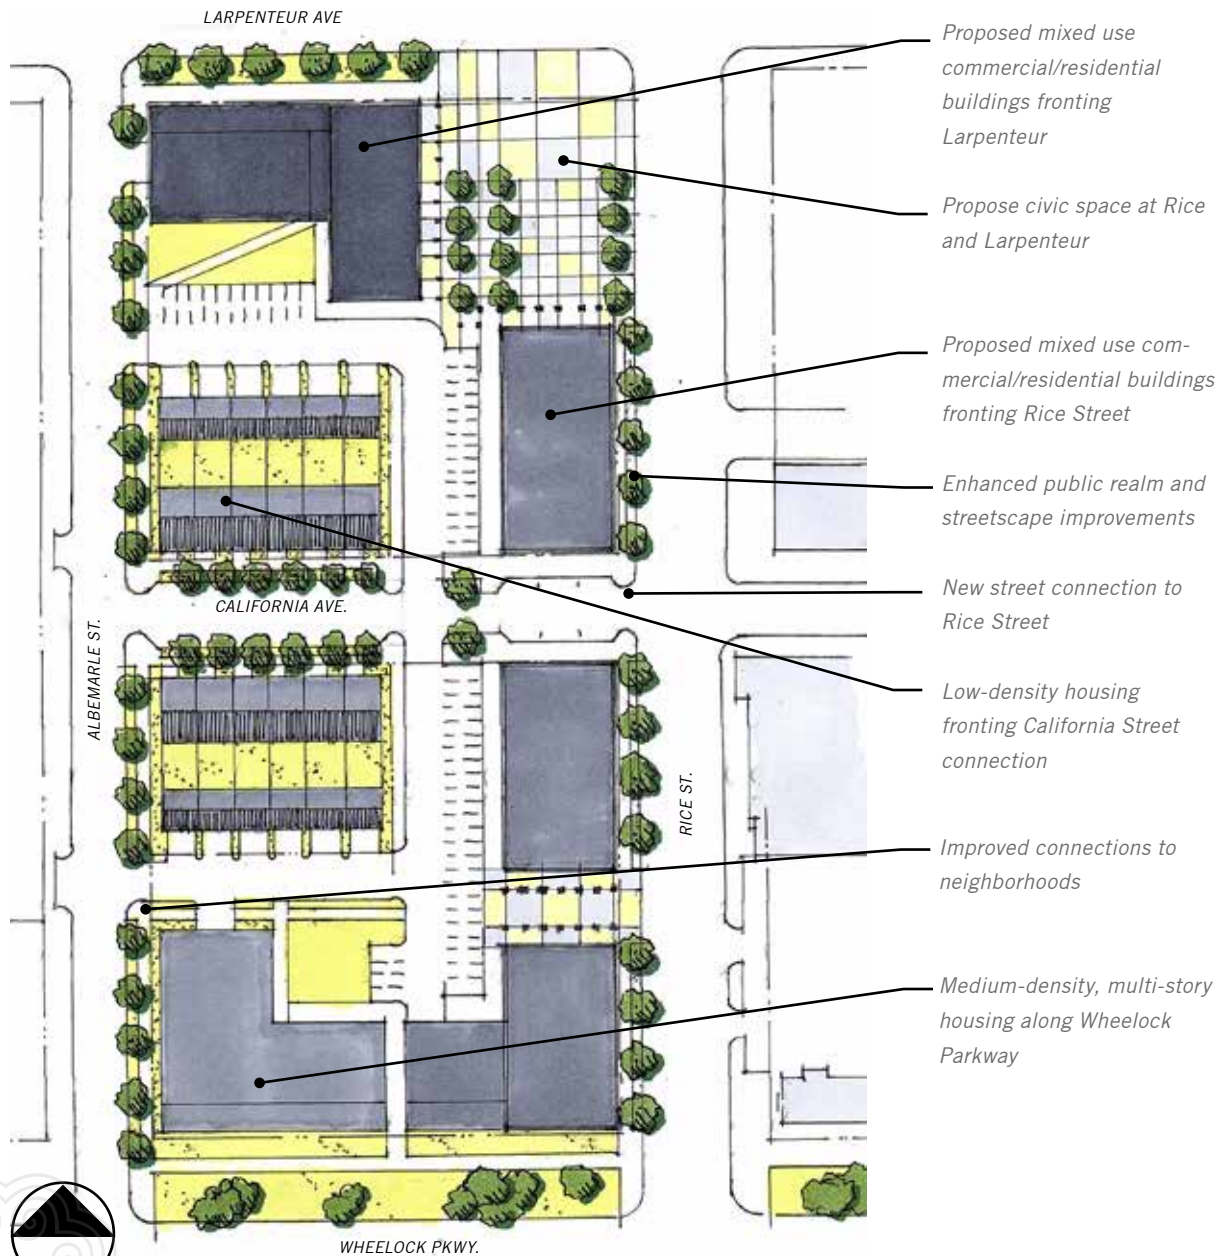 LARPENTEUR AVE
Proposed mixed use
commercial/residential
buildings fronting
Larpenteur
Propose civic space at Rice
and Larpenteur
Proposed mixed use com-
mercial/residential buildings
fronting Rice Street
Enhanced public realm and
streetscape improvements
New street connection to
Rice Street
CALIFORNIA AVE.
ALBEMARLE ST.
Low-density housing
fronting California Street
connection
RICE ST.
Improved connections to
neighborhoods
Medium-density, multi-story
housing along Wheelock
Parkway
WHEELOCK PKWY.